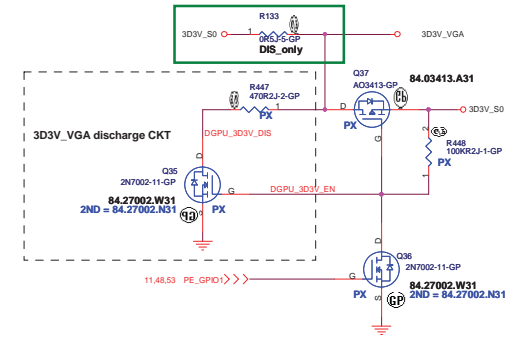 R133
3D3V_S0
1
0R5J-5-GP
DIS_only
3D3V_VGA
Q37
AO3413-GP
84.03413.A31
R447
470R2J-2-GP
PX
D
3D3V_S0
PX
G
2
R448
100KR2J-1-GP
PX
1
3D3V_VGA discharge CKT
DGPU_3D3V_DIS
D
Q35
2N7002-11-GP
G
DGPU_3D3V_EN
84.27002.W31
2ND = 84.27002.N31
PX
D
Q36
2N7002-11-GP
11,48,53 PE_GPIO1
G
84.27002.W31
PX
S
GP
2ND = 84.27002.N31